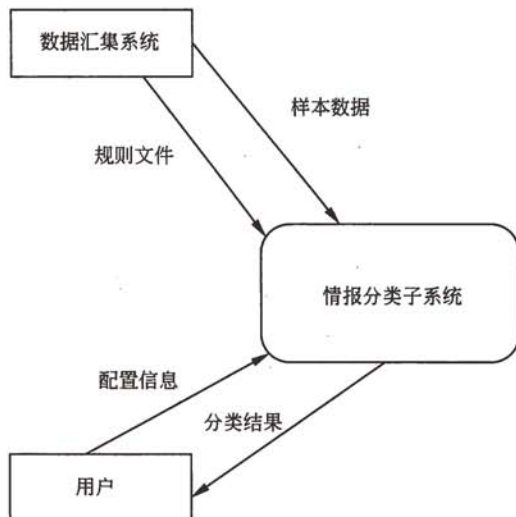 数据汇集系统
样本数据
规则文件
情报分类子系统
配置信息
分类结果
用户